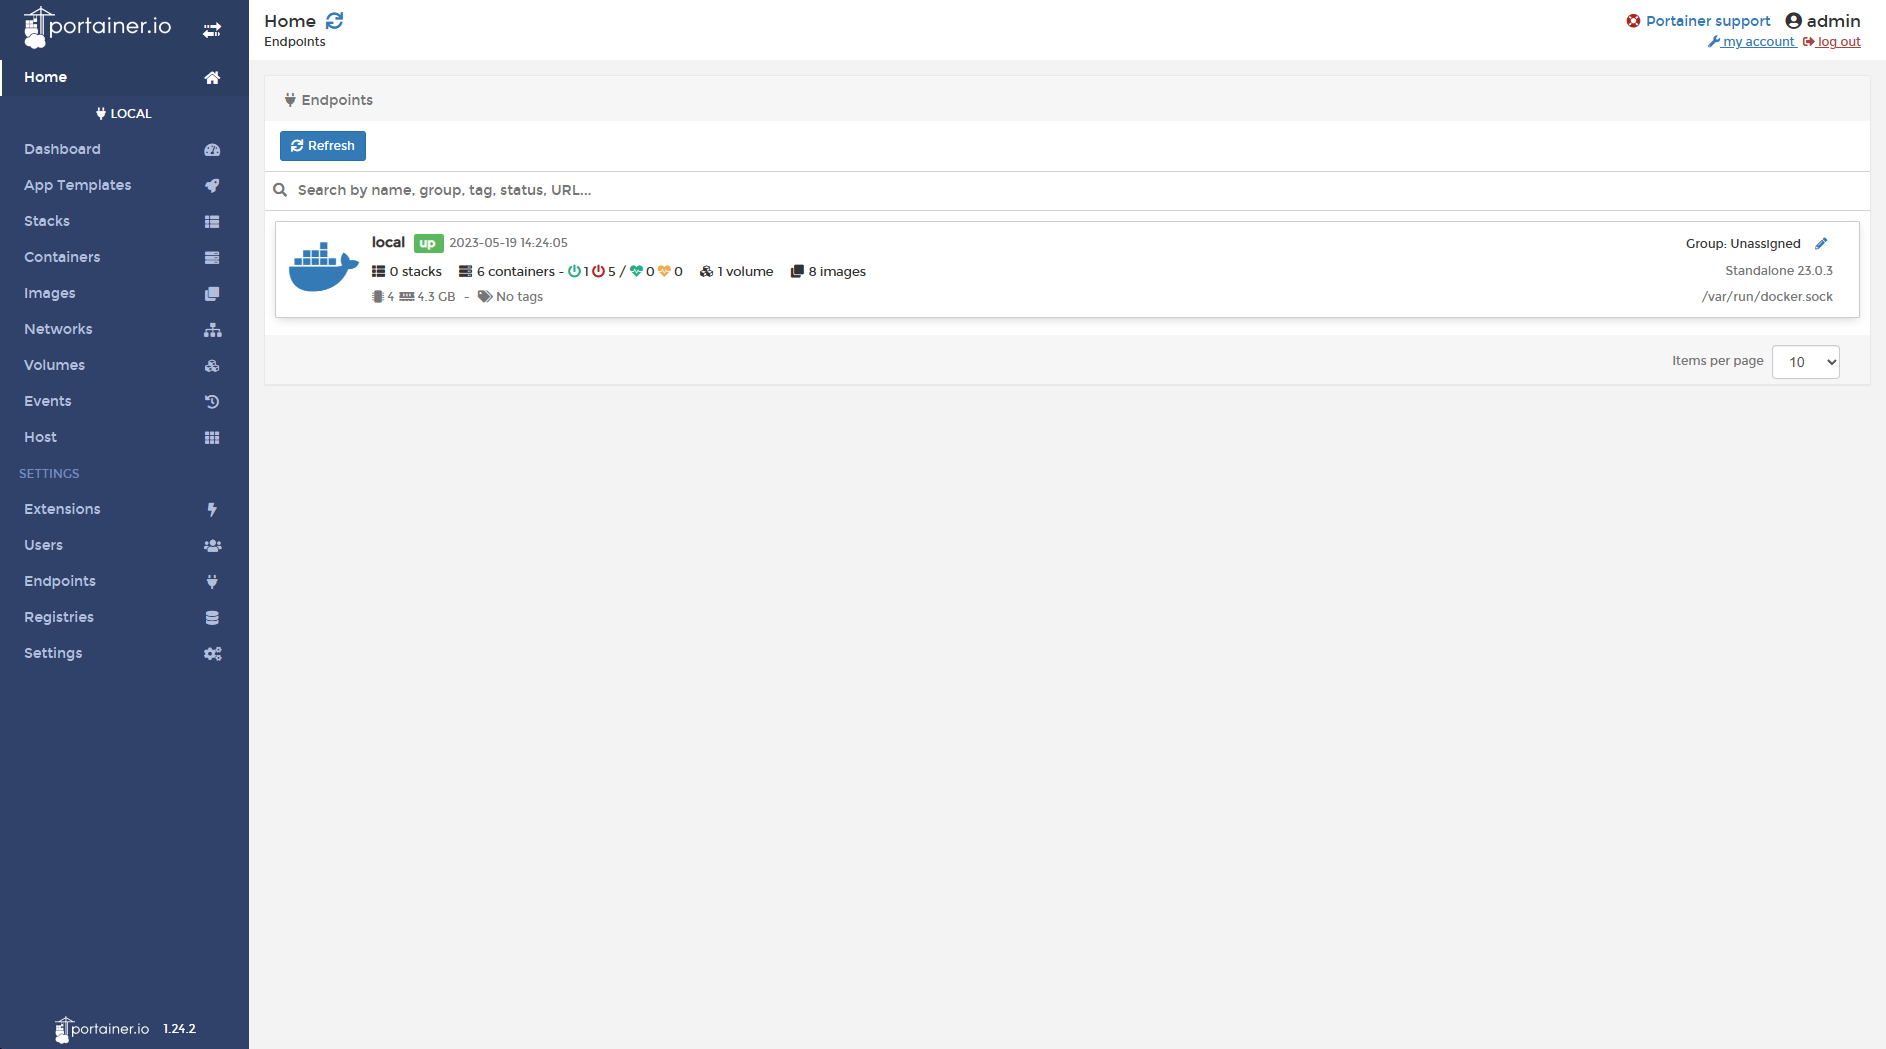 portainer.io
Home
LOCAL
Dashboard
App Templates
Stacks
Containers
Images
Networks
Volumes
Events
Host
SETTINGS
Extensions
Users
Endpoints
Registries
Settings
portainer.io 1.24.2
Home
Endpoints
Portainer support admin
my account log out
Endpoints
Refresh
Search by name, group, tag, status, URL...
local up 2023-05-19 14:24:05
Group: Unassigned
0 stacks 6 containers - 1 5 / 0 0 1 volume 8 images
Standalone 23.0.3
4 4.3 GB - No tags
/var/run/docker.sock
Items per page 10